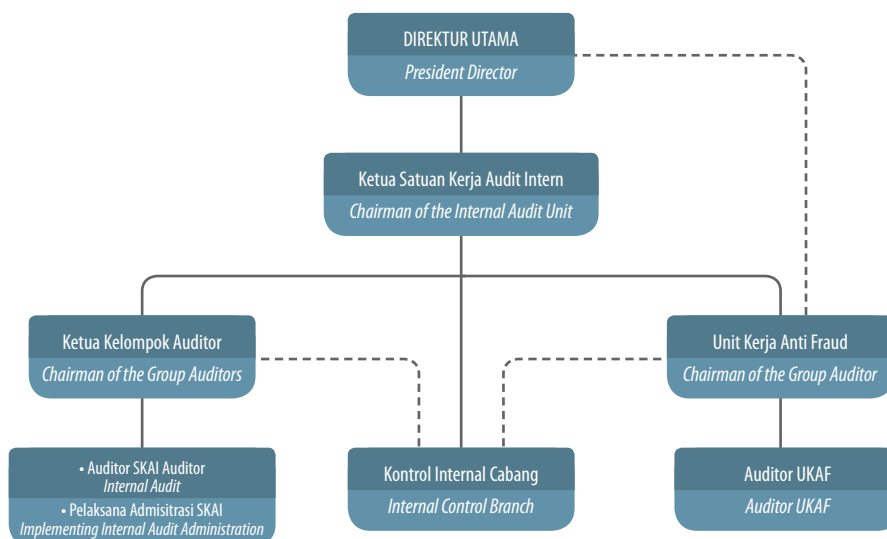 DIREKTUR UTAMA
President Director
Ketua Satuan Kerja Audit Intern
Chairman of the Internal Audit Unit
Ketua Kelompok Auditor
Chairman of the Group Auditors
Unit Kerja Anti Fraud
Chairman of the Group Auditor
• Auditor SKAI Auditor
Internal Audit
• Pelaksana Admisitrasi SKAI
Implementing Internal Audit Administration
Kontrol Internal Cabang
Internal Control Branch
Auditor UKAF
Auditor UKAF